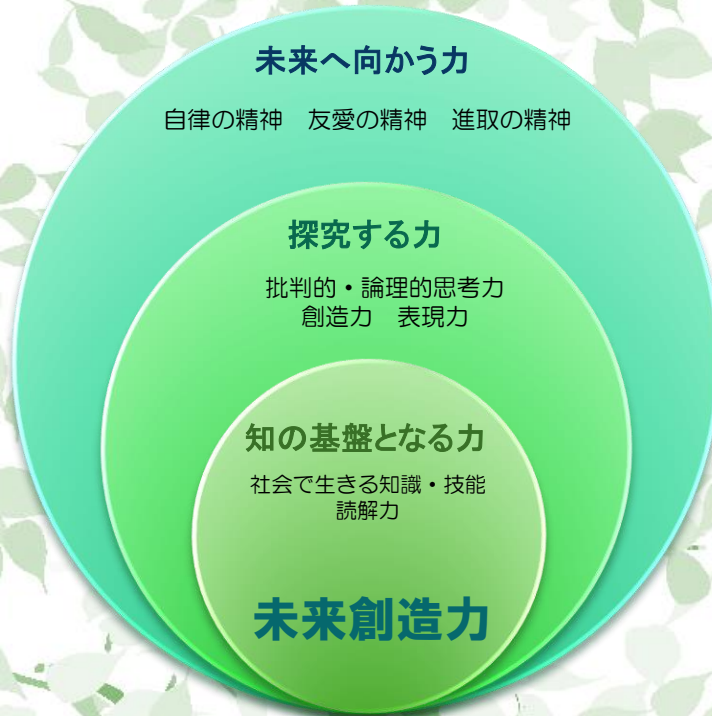 未来へ向かう力
自律の精神　友愛の精神　進取の精神
探究する力
批判的・論理的思考力
創造力　表現力
知の基盤となる力
社会で生きる知識・技能
読解力
未来創造力